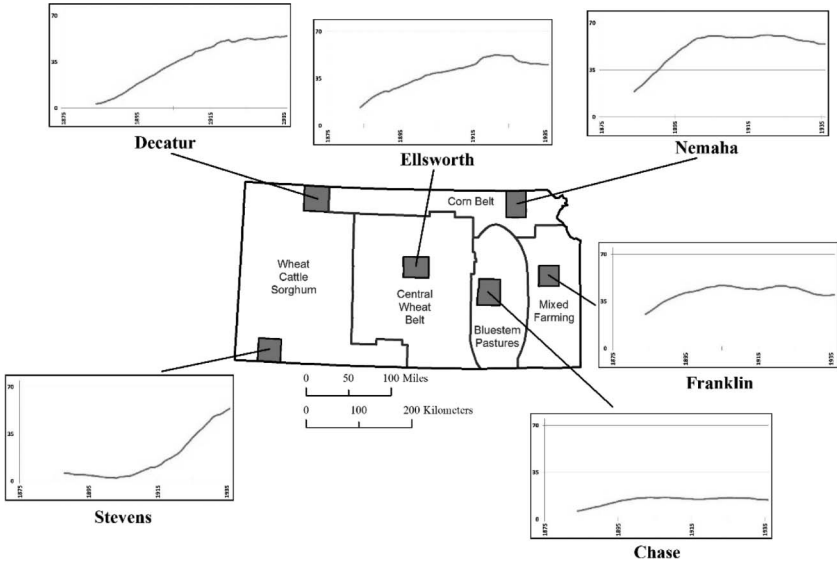 70
35
0
1875
1895
1915
1895
Decatur
70
35
0
1875
1895
1915
1935
Ellsworth
70
35
0
1875
1895
1915
1935
Nemaha
Corn Belt
Wheat
Cattle
Sorghum
Central
Wheat
Belt
Bluestem
Pastures
Mixed
Farming
70
35
0
1875
1895
1915
1935
Franklin
0 50 100 Miles
0 100 200 Kilometers
70
35
0
1875
1895
1915
1935
Stevens
70
35
0
1875
1895
1915
1935
Chase